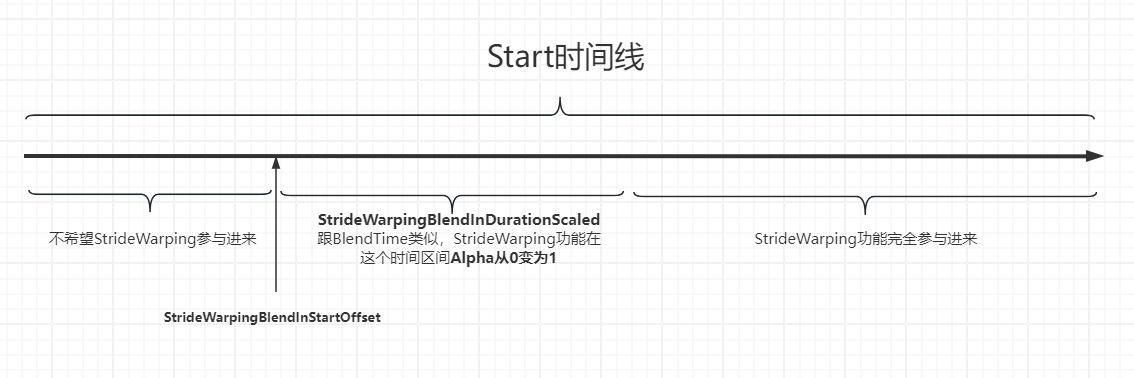 Start时间线
不希望StrideWarping参与进来
StrideWarpingBlendInDurationScaled
跟BlendTime类似，StrideWarping功能在
这个时间区间Alpha从0变为1
StrideWarping功能完全参与进来
StrideWarpingBlendInStartOffset